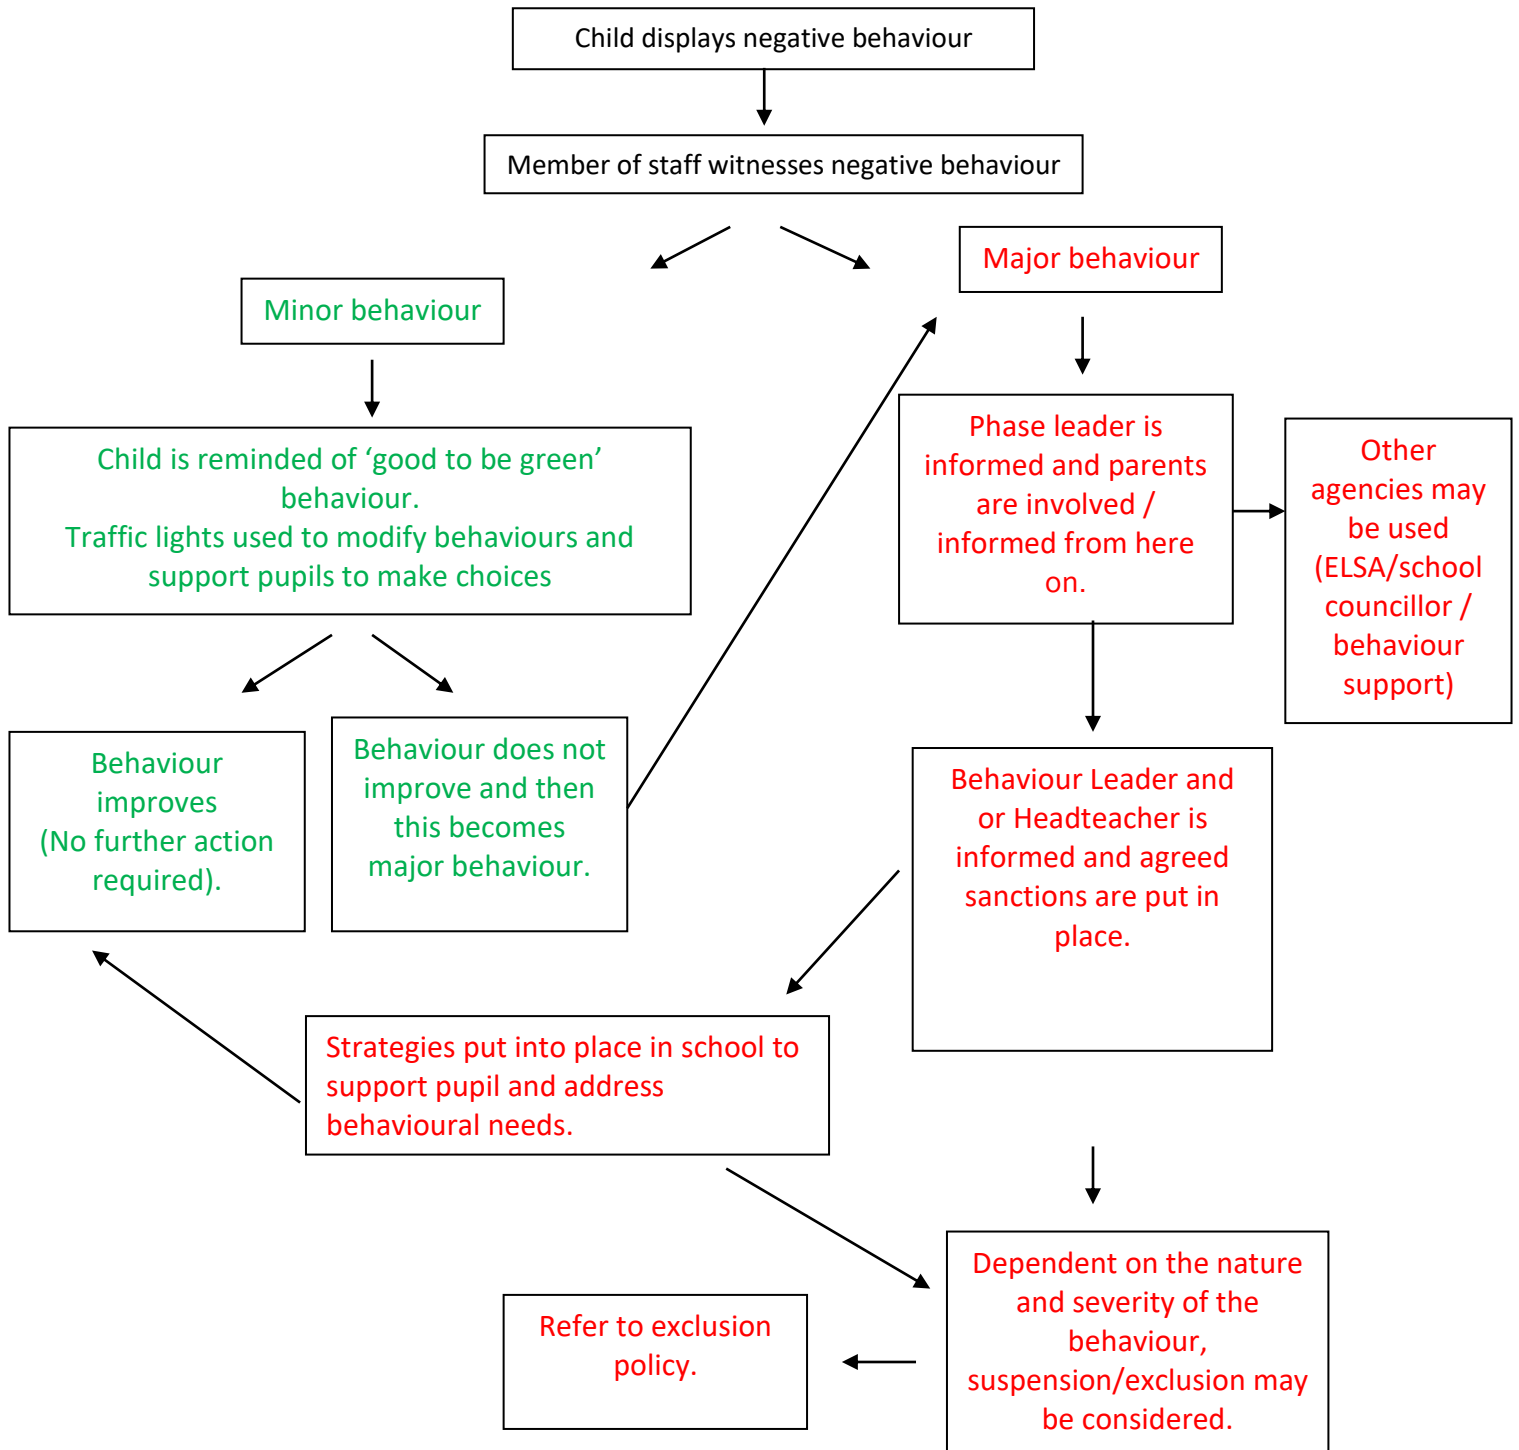 Child displays negative behaviour
Member of staff witnesses negative behaviour
Major behaviour
Minor behaviour
Phase leader is
informed and parents
are involved /
informed from here
on.
Other
agencies may
be used
(ELSA/school
councillor /
behaviour
support)
Child is reminded of ‘good to be green’
behaviour.
Traffic lights used to modify behaviours and
support pupils to make choices
Behaviour
improves
(No further action
required).
Behaviour does not
improve and then
this becomes
major behaviour.
Behaviour Leader and
or Headteacher is
informed and agreed
sanctions are put in
place.
Strategies put into place in school to
support pupil and address
behavioural needs.
Dependent on the nature
and severity of the
behaviour,
suspension/exclusion may
be considered.
Refer to exclusion
policy.